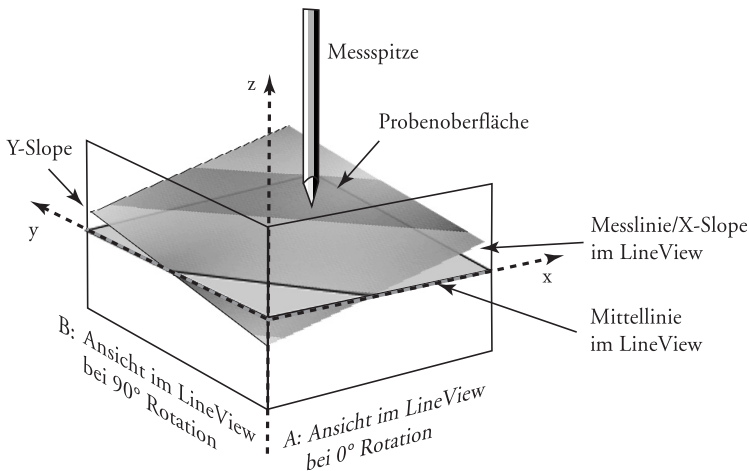 Messspitze
z
Probenoberfläche
Y-Slope
y
Messlinie/X-Slope
im LineView
x
Mittellinie
im LineView
B: Ansicht im LineView
bei 90° Rotation
A: Ansicht im LineView
bei 0° Rotation